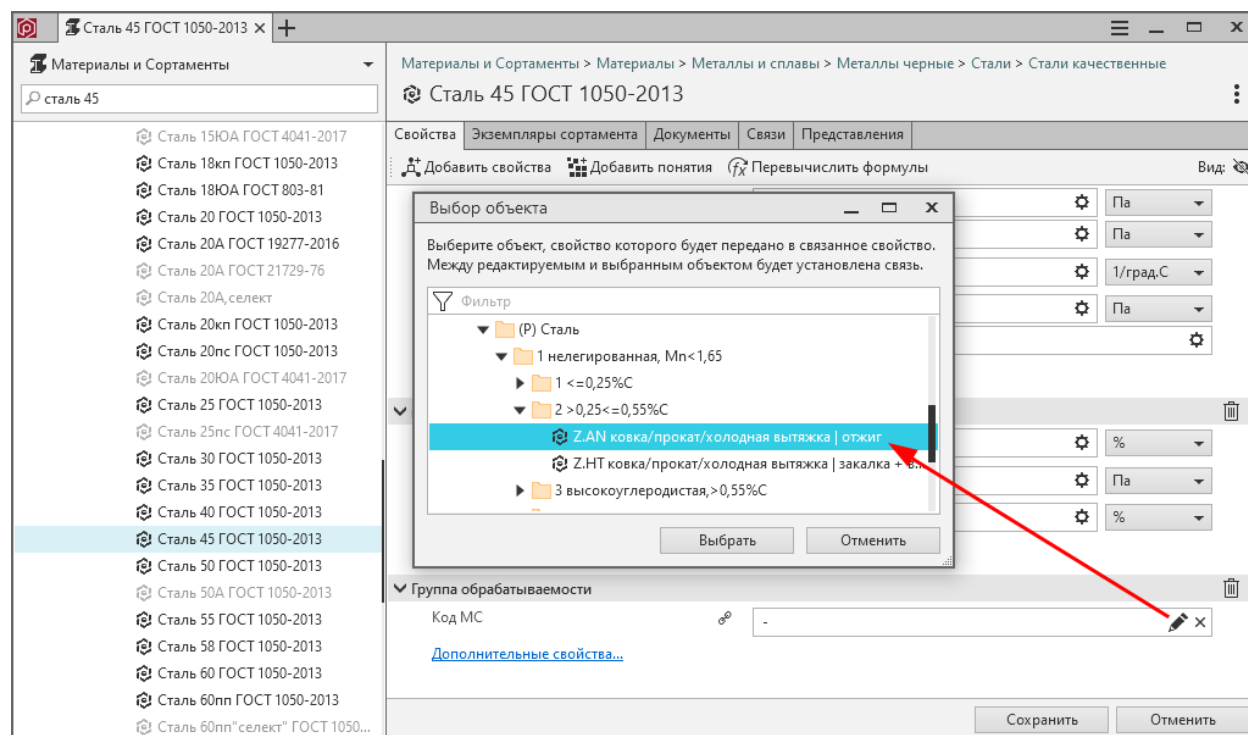 Сталь 45 ГОСТ 1050-2013
Материалы и Сортаменты
сталь 45
Сталь 15ЮА ГОСТ 4041-2017
Сталь 18кп ГОСТ 1050-2013
Сталь 18ЮА ГОСТ 803-81
Сталь 20 ГОСТ 1050-2013
Сталь 20А ГОСТ 19277-2016
Сталь 20А ГОСТ 21729-76
Сталь 20А,селект
Сталь 20кп ГОСТ 1050-2013
Сталь 20пс ГОСТ 1050-2013
Сталь 20ЮА ГОСТ 4041-2017
Сталь 25 ГОСТ 1050-2013
Сталь 25пс ГОСТ 4041-2017
Сталь 30 ГОСТ 1050-2013
Сталь 35 ГОСТ 1050-2013
Сталь 40 ГОСТ 1050-2013
Сталь 45 ГОСТ 1050-2013
Сталь 50 ГОСТ 1050-2013
Сталь 50А ГОСТ 1050-2013
Сталь 55 ГОСТ 1050-2013
Сталь 58 ГОСТ 1050-2013
Сталь 60 ГОСТ 1050-2013
Сталь 60пп ГОСТ 1050-2013
Сталь 60пп"селект" ГОСТ 1050...
Материалы и Сортаменты > Материалы > Металлы и сплавы > Металлы черные > Стали > Стали качественные
Сталь 45 ГОСТ 1050-2013
Свойства Экземпляры сортамента Документы Связи Представления
Добавить свойства Добавить понятия Перевычислить формулы Вид:
Па
Па
1/град.С
Па
%
Па
%
Выбор объекта
Выберите объект, свойство которого будет передано в связанное свойство.
Между редактируемым и выбранным объектом будет установлена связь.
Фильтр
(P) Сталь
1 нелегированная, Mn<1,65
1 <=0,25%C
2 >0,25<=0,55%C
Z.AN ковка/прокат/холодная вытяжка | отжиг
Z.HT ковка/прокат/холодная вытяжка | закалка + в...
3 высокоуглеродистая,>0,55%C
Выбрать Отменить
Группа обрабатываемости
Код МС -
Дополнительные свойства...
Сохранить Отменить